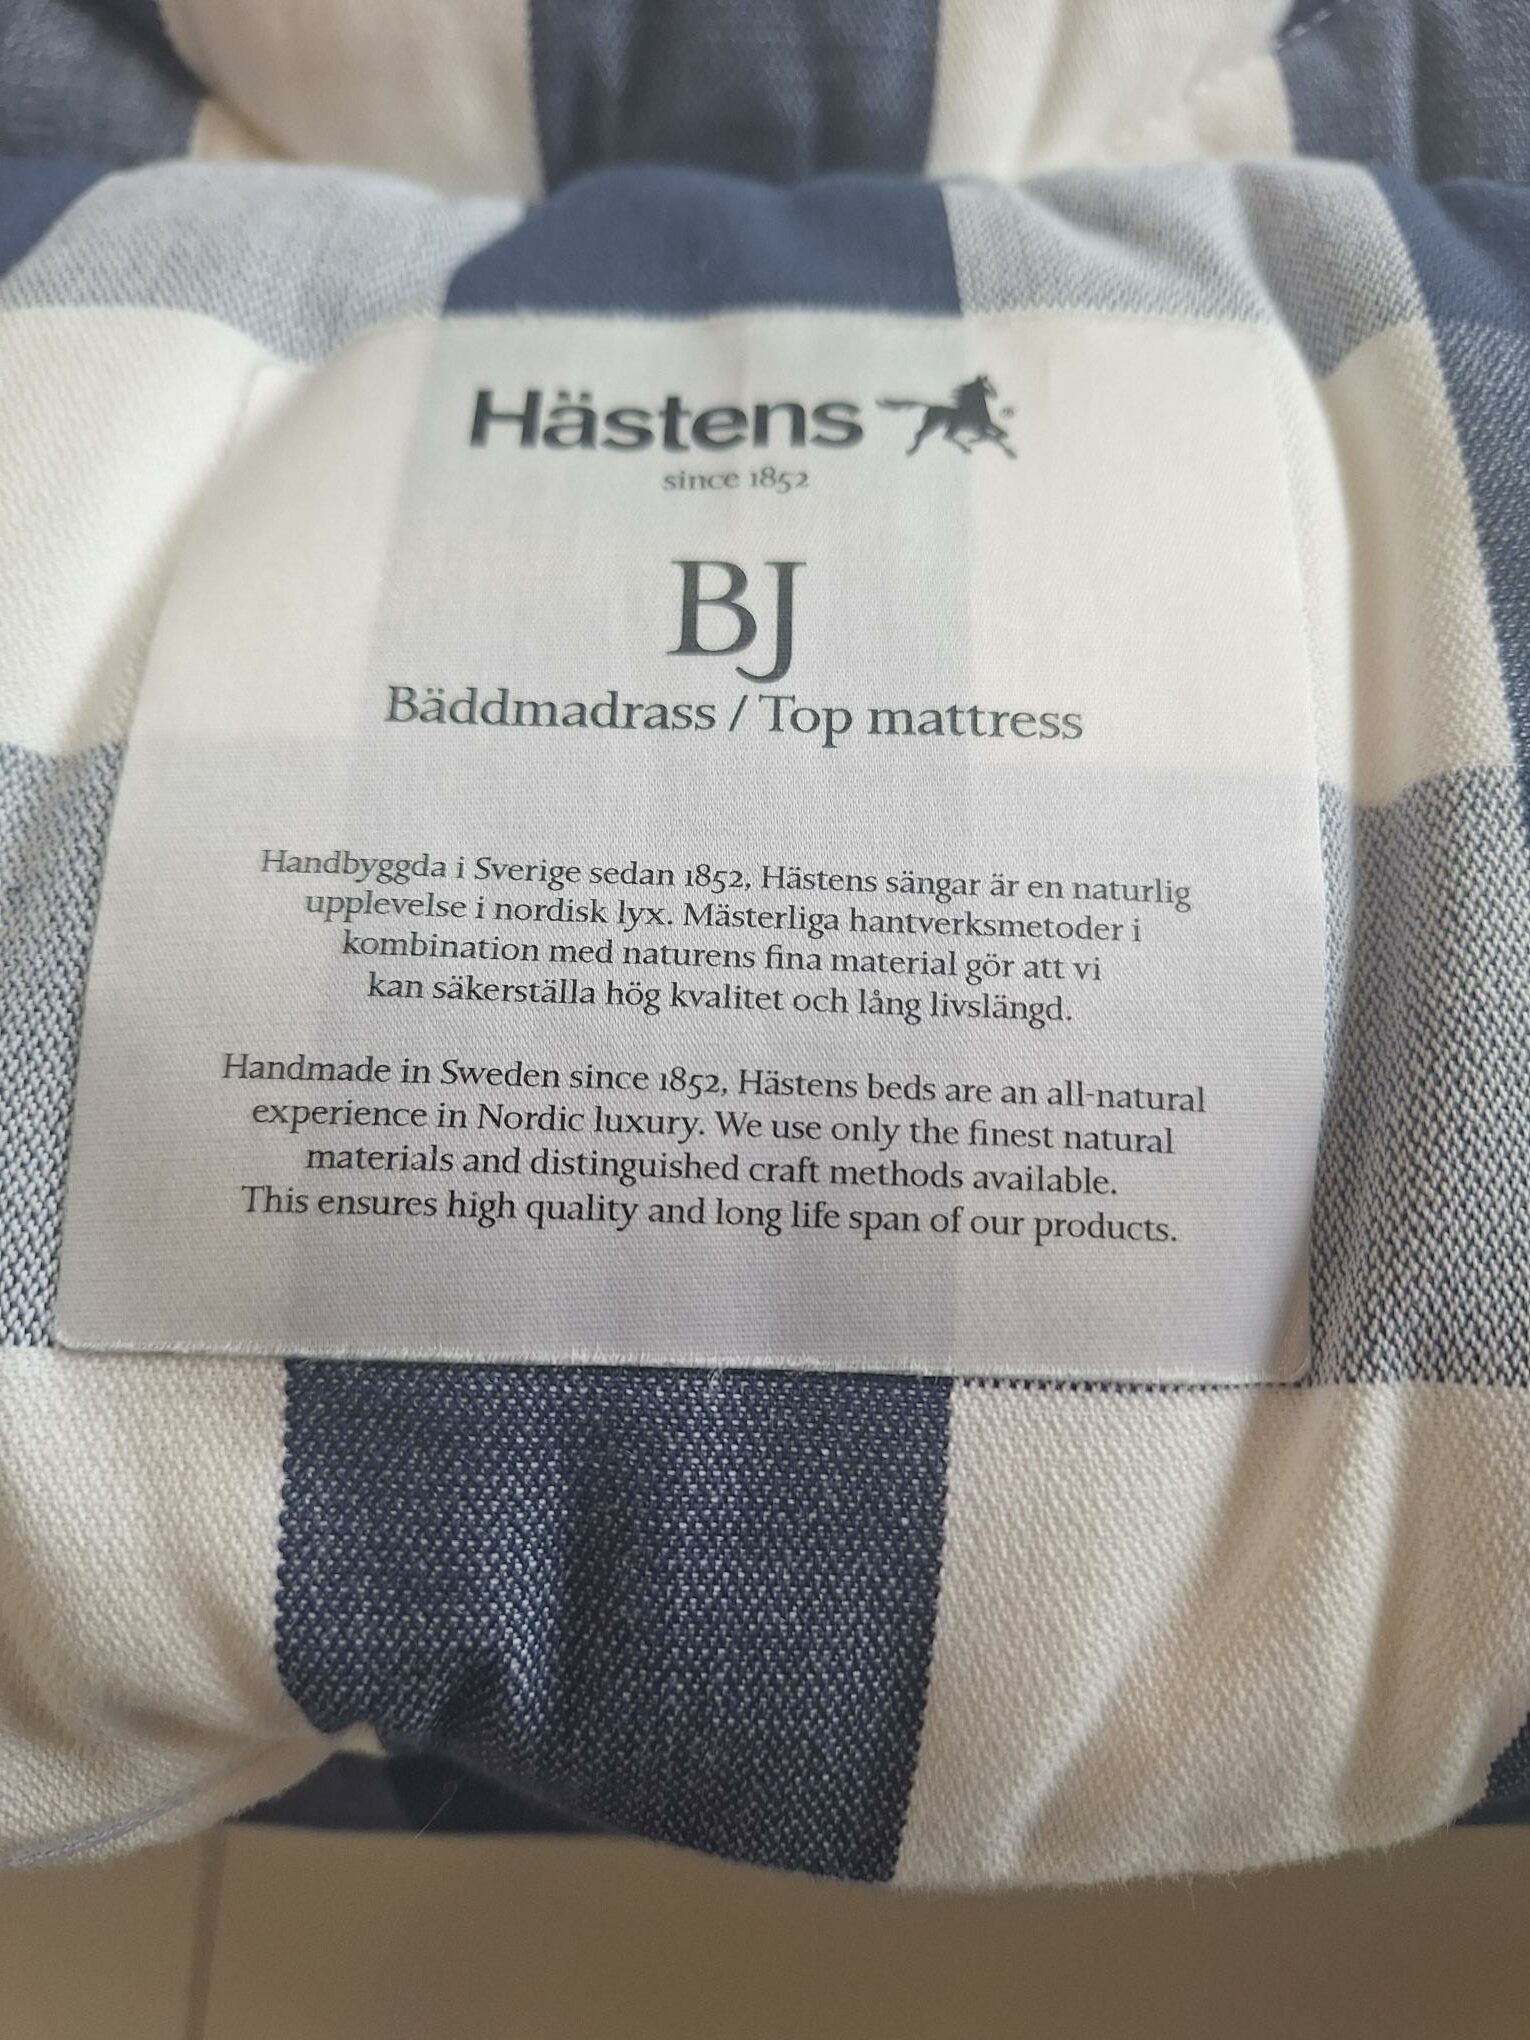 Hästens
since 1852
BJ
Bäddmadrass / Top mattress
Handbyggda i Sverige sedan 1852, Hästens sängar är en naturlig
upplevelse i nordisk lyx. Mästerliga hantverksmetoder i
kombination med naturens fina material gör att vi
kan säkerställa hög kvalitet och lång livslängd.
Handmade in Sweden since 1852, Hästens beds are an all-natural
experience in Nordic luxury. We use only the finest natural
materials and distinguished craft methods available.
This ensures high quality and long life span of our products.